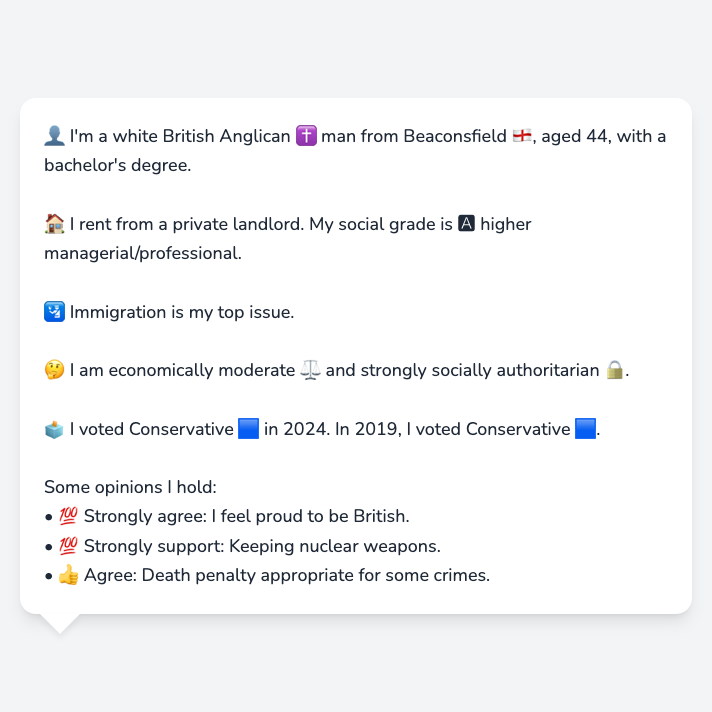 👤 I'm a white British Anglican ✝️ man from Beaconsfield 🏴󠁧󠁢󠁥󠁮󠁧󠁿, aged 44, with a
bachelor's degree.
🏠 I rent from a private landlord. My social grade is 🅰 higher
managerial/professional.
🛂 Immigration is my top issue.
🤔 I am economically moderate ⚖️ and strongly socially authoritarian 🔒.
🗳️ I voted Conservative 🟦 in 2024. In 2019, I voted Conservative 🟦.
Some opinions I hold:
• 💯 Strongly agree: I feel proud to be British.
• 💯 Strongly support: Keeping nuclear weapons.
• 👍 Agree: Death penalty appropriate for some crimes.